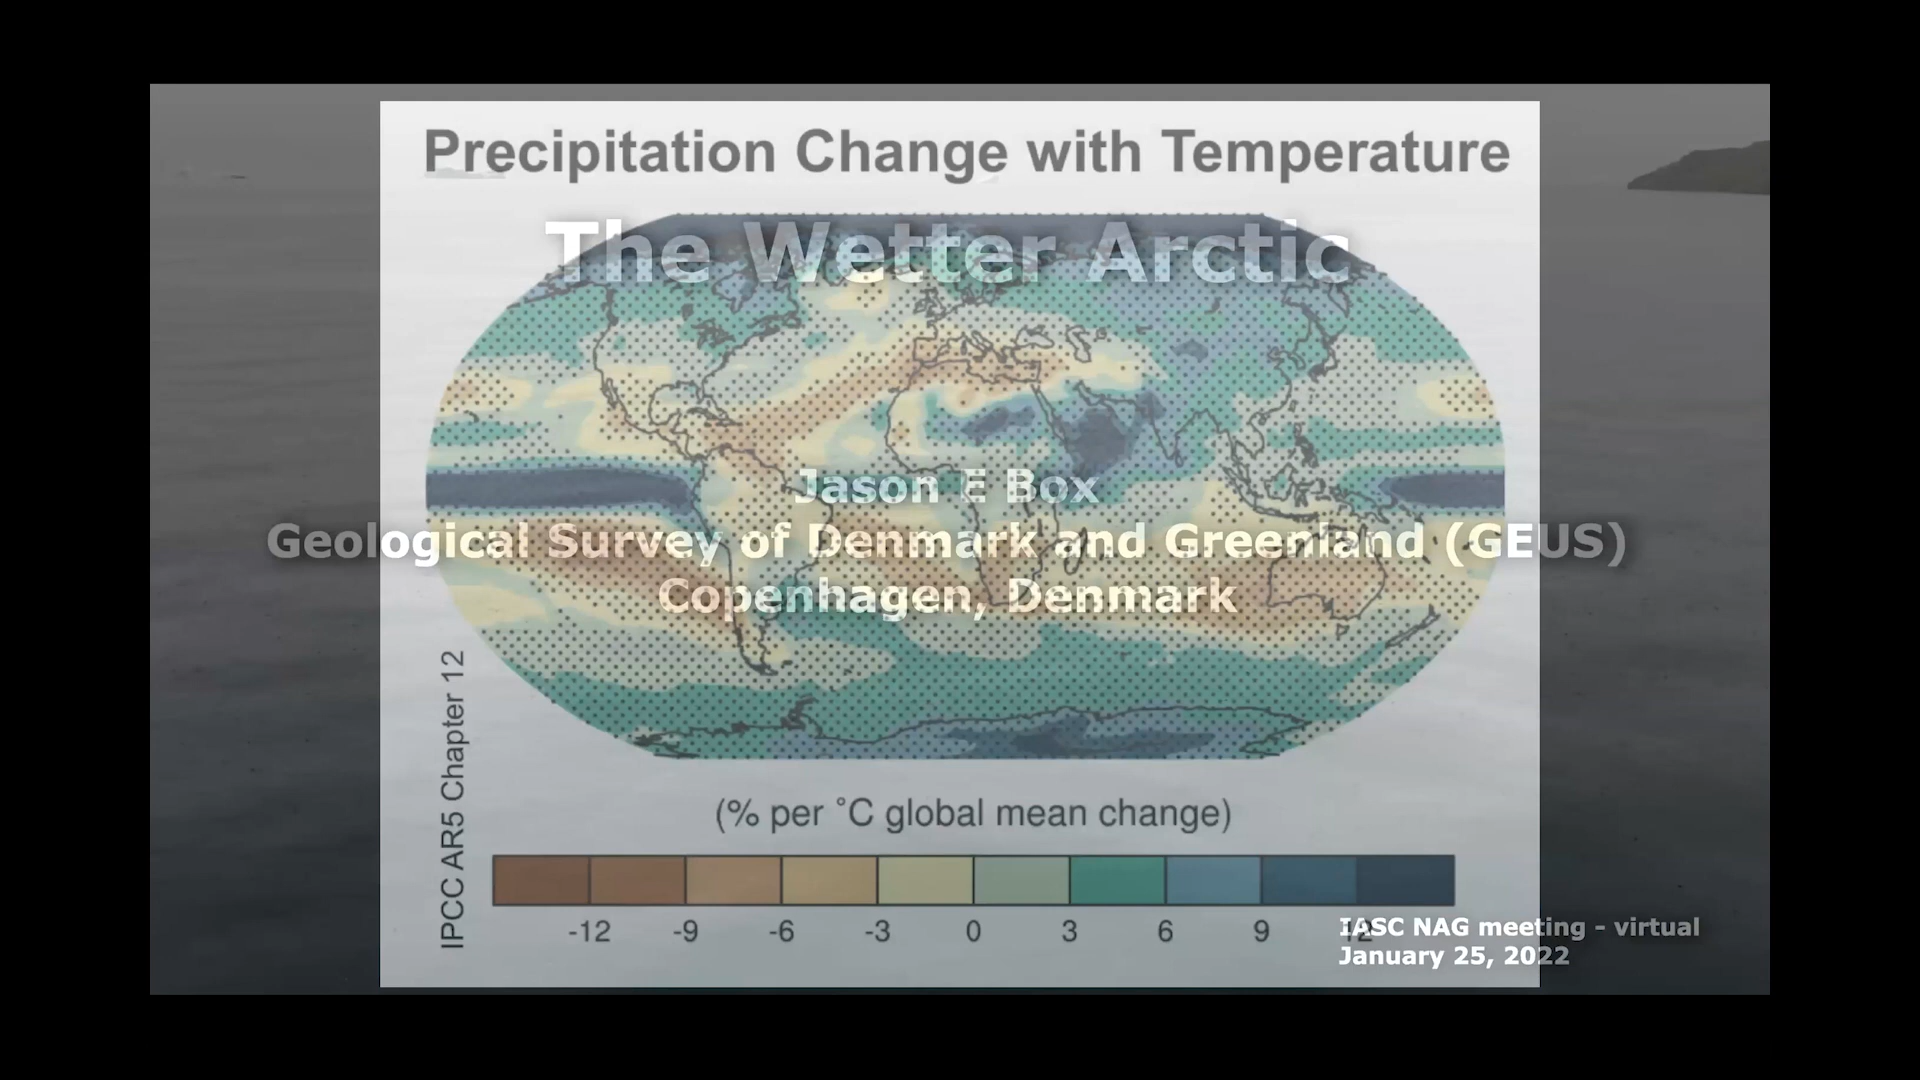 Precipitation Change with Temperature
The Wetter Arctic
Jason E Box
Geological Survey of Denmark and Greenland (GEUS)
Copenhagen, Denmark
IPCC AR5 Chapter 12
(% per °C global mean change)
-12 -9 -6 -3 0 3 6 9 12
IASC NAG meeting - virtual
January 25, 2022